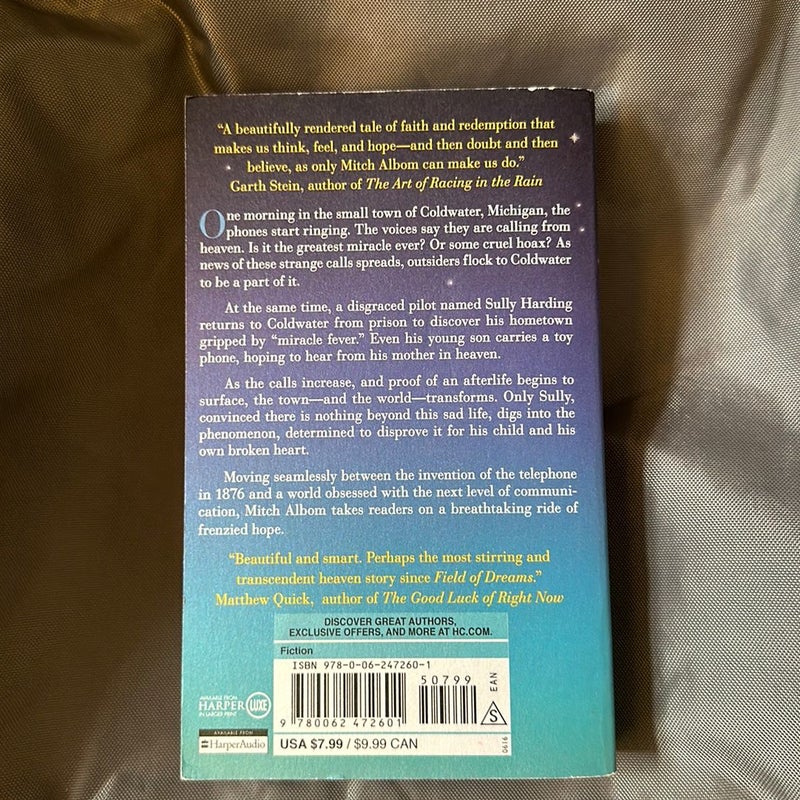 “A beautifully rendered tale of faith and redemption that
makes us think, feel, and hope—and then doubt and then
believe, as only Mitch Albom can make us do.”
Garth Stein, author of The Art of Racing in the Rain
One morning in the small town of Coldwater, Michigan, the
phones start ringing. The voices say they are calling from
heaven. Is it the greatest miracle ever? Or some cruel hoax? As
news of these strange calls spreads, outsiders flock to Coldwater
to be a part of it.
At the same time, a disgraced pilot named Sully Harding
returns to Coldwater from prison to discover his hometown
gripped by “miracle fever.” Even his young son carries a toy
phone, hoping to hear from his mother in heaven.
As the calls increase, and proof of an afterlife begins to
surface, the town—and the world—transforms. Only Sully,
convinced there is nothing beyond this sad life, digs into the
phenomenon, determined to disprove it for his child and his
own broken heart.
Moving seamlessly between the invention of the telephone
in 1876 and a world obsessed with the next level of communi-
cation, Mitch Albom takes readers on a breathtaking ride of
frenzied hope.
“Beautiful and smart. Perhaps the most stirring and
transcendent heaven story since Field of Dreams.”
Matthew Quick, author of The Good Luck of Right Now
DISCOVER GREAT AUTHORS,
EXCLUSIVE OFFERS, AND MORE AT HC.COM.
Fiction
ISBN 978-0-06-247260-1
50799
EAN
9 780062 472601
S
AVAILABLE FROM
HARPER LUXE
IN LARGER PRINT
AVAILABLE FROM
HarperAudio
USA $7.99 / $9.99 CAN
0616